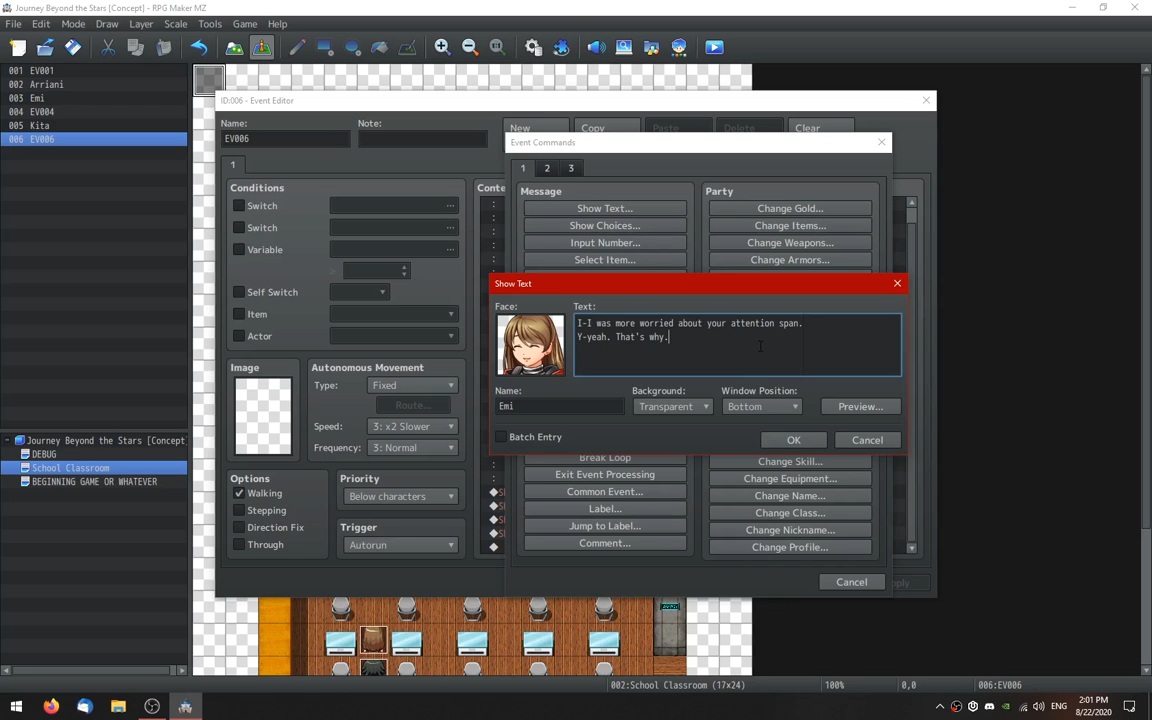 Journey Beyond the Stars [Concept] - RPG Maker MZ
File Edit Mode Draw Layer Scale Tools Game Help
001 EV001
002 Arriani
003 Emi
004 EV004
005 Kita
006 EV006
ID:006 - Event Editor
Name:
Note:
EV006
New
Copy
Paste
Delete
Clear
1
Conditions
Switch ...
Switch ...
Variable ...
≥
Self Switch
Item
Actor
Image
Autonomous Movement
Type: Fixed
Route...
Speed: 3: x2 Slower
Frequency: 3: Normal
Options
Walking
Stepping
Direction Fix
Through
Priority
Below characters
Trigger
Autorun
Event Commands
1 2 3
Message
Show Text...
Show Choices...
Input Number...
Select Item...
Party
Change Gold...
Change Items...
Change Weapons...
Change Armors...
Show Text
Face:
Text:
I-I was more worried about your attention span.
Y-yeah. That's why.
Name:
Background:
Window Position:
Emi
Transparent
Bottom
Preview...
Batch Entry
OK
Cancel
Break Loop
Exit Event Processing
Common Event...
Label...
Jump to Label...
Comment...
Change Skill...
Change Equipment...
Change Name...
Change Class...
Change Nickname...
Change Profile...
Cancel
Journey Beyond the Stars [Concept
DEBUG
School Classroom
BEGINNING GAME OR WHATEVER
002:School Classroom (17x24)
100%
0,0
006:EV006
ENG
2:01 PM
8/22/2020